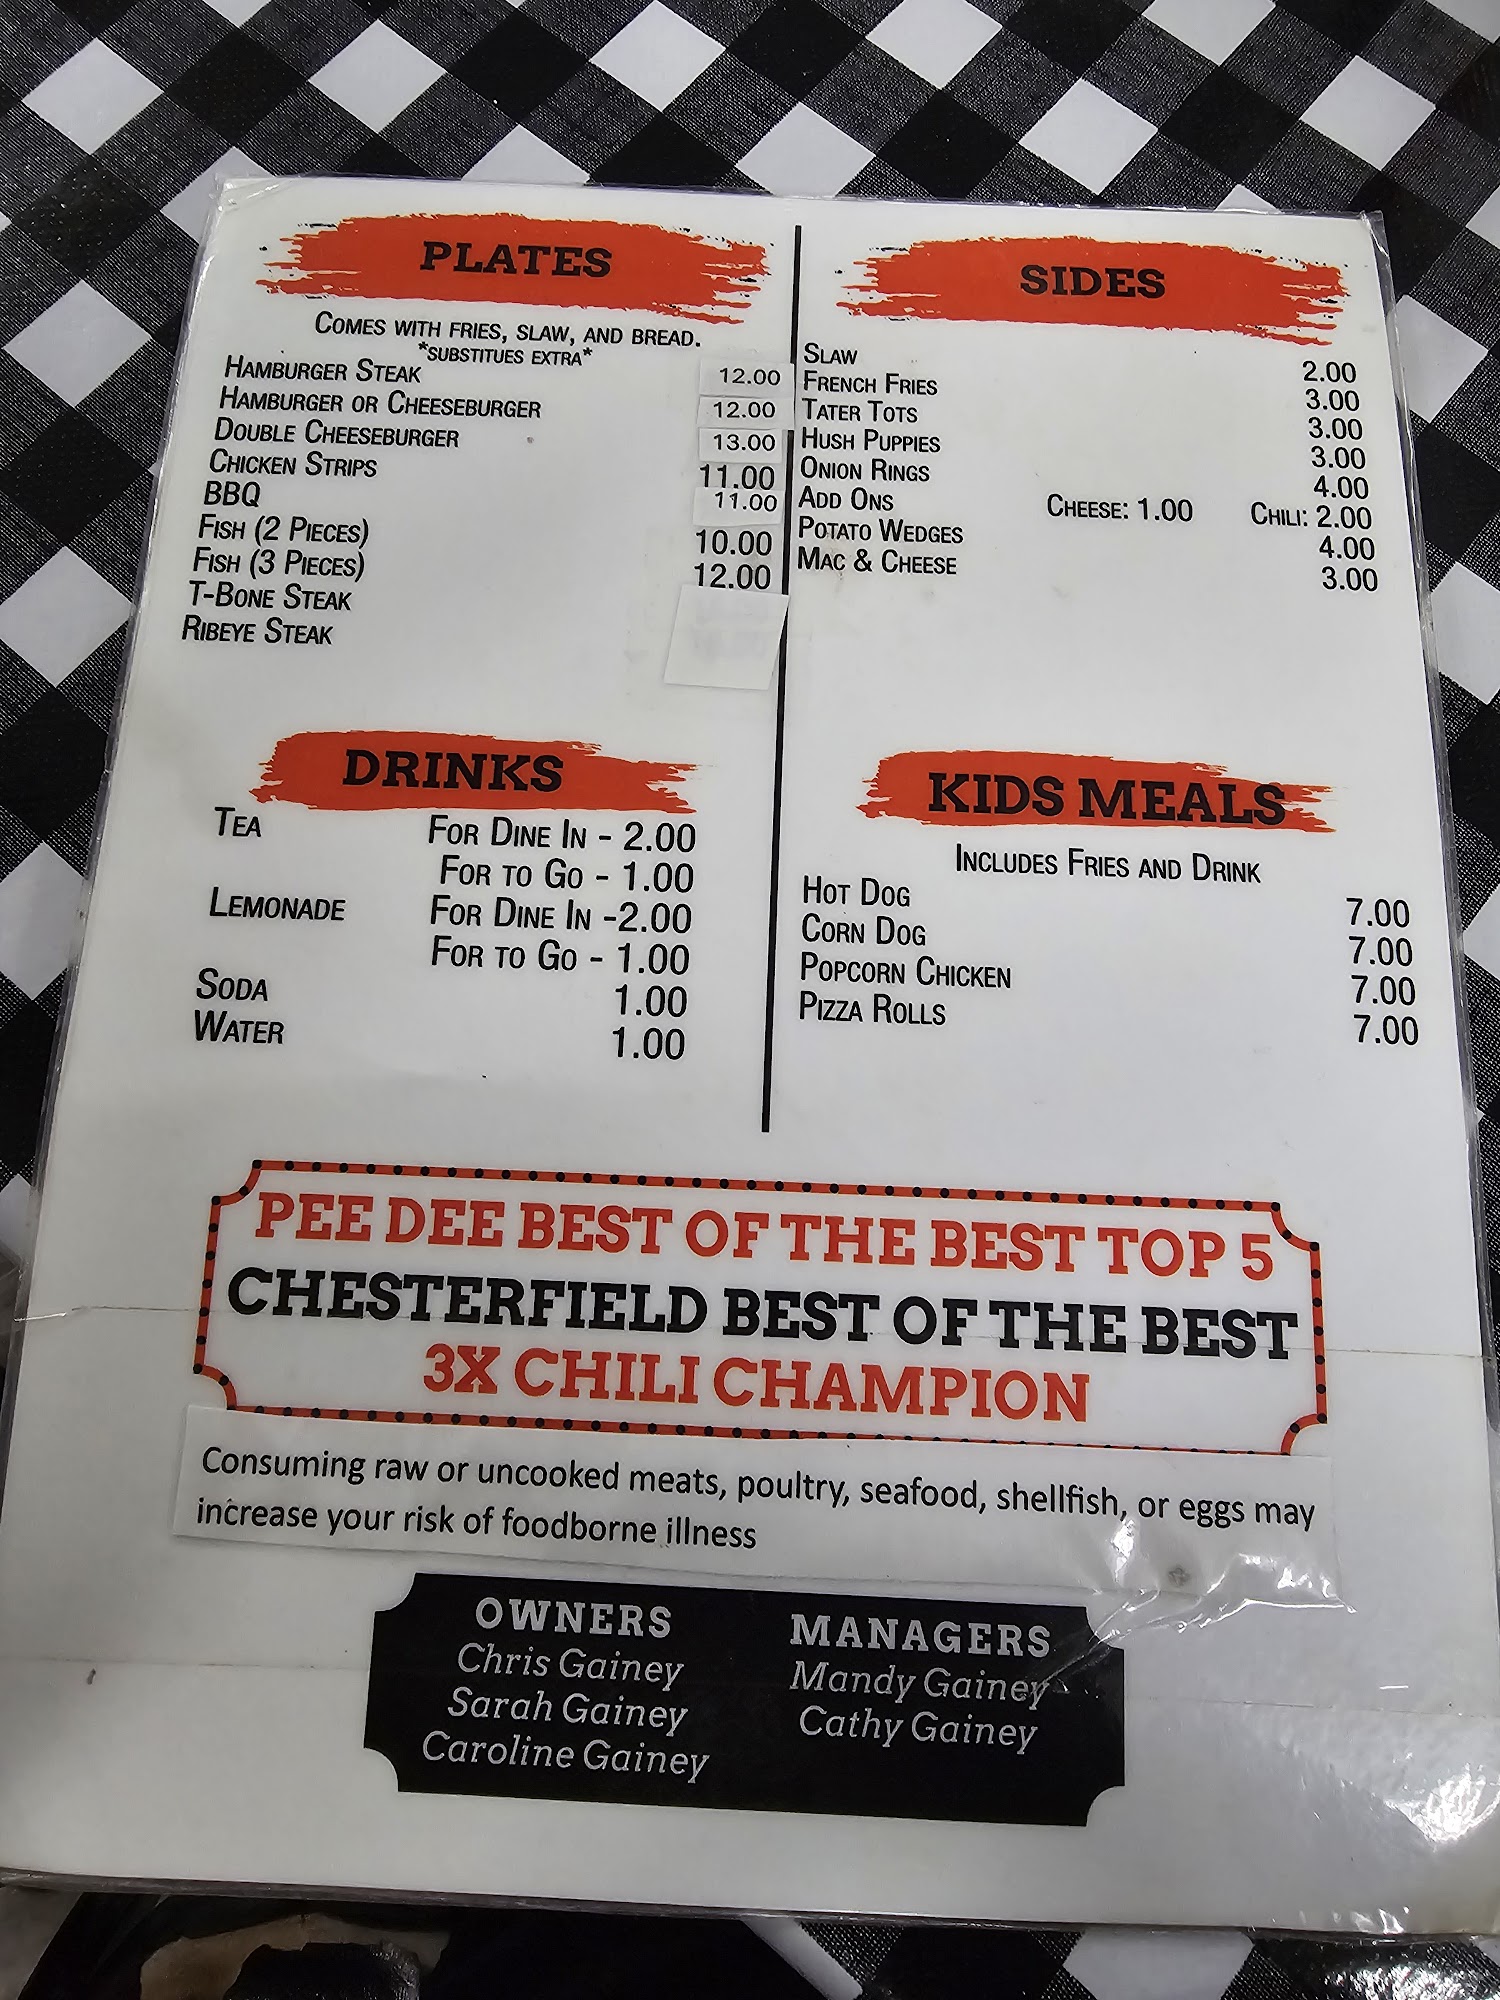 PLATES
COMES WITH FRIES, SLAW, AND BREAD.
*SUBSTITUES EXTRA*
HAMBURGER STEAK 12.00
HAMBURGER OR CHEESEBURGER 12.00
DOUBLE CHEESEBURGER 13.00
CHICKEN STRIPS 11.00
BBQ 11.00
FISH (2 PIECES) 10.00
FISH (3 PIECES) 12.00
T-BONE STEAK
RIBEYE STEAK
SIDES
SLAW 2.00
FRENCH FRIES 3.00
TATER TOTS 3.00
HUSH PUPPIES 3.00
ONION RINGS 4.00
ADD ONS CHEESE: 1.00 CHILI: 2.00
POTATO WEDGES 4.00
MAC & CHEESE 3.00
DRINKS
TEA FOR DINE IN - 2.00
FOR TO GO - 1.00
LEMONADE FOR DINE IN -2.00
FOR TO GO - 1.00
SODA 1.00
WATER 1.00
KIDS MEALS
INCLUDES FRIES AND DRINK
HOT DOG 7.00
CORN DOG 7.00
POPCORN CHICKEN 7.00
PIZZA ROLLS 7.00
PEE DEE BEST OF THE BEST TOP 5
CHESTERFIELD BEST OF THE BEST
3X CHILI CHAMPION
Consuming raw or uncooked meats, poultry, seafood, shellfish, or eggs may
increase your risk of foodborne illness
OWNERS
Chris Gainey
Sarah Gainey
Caroline Gainey
MANAGERS
Mandy Gainey
Cathy Gainey